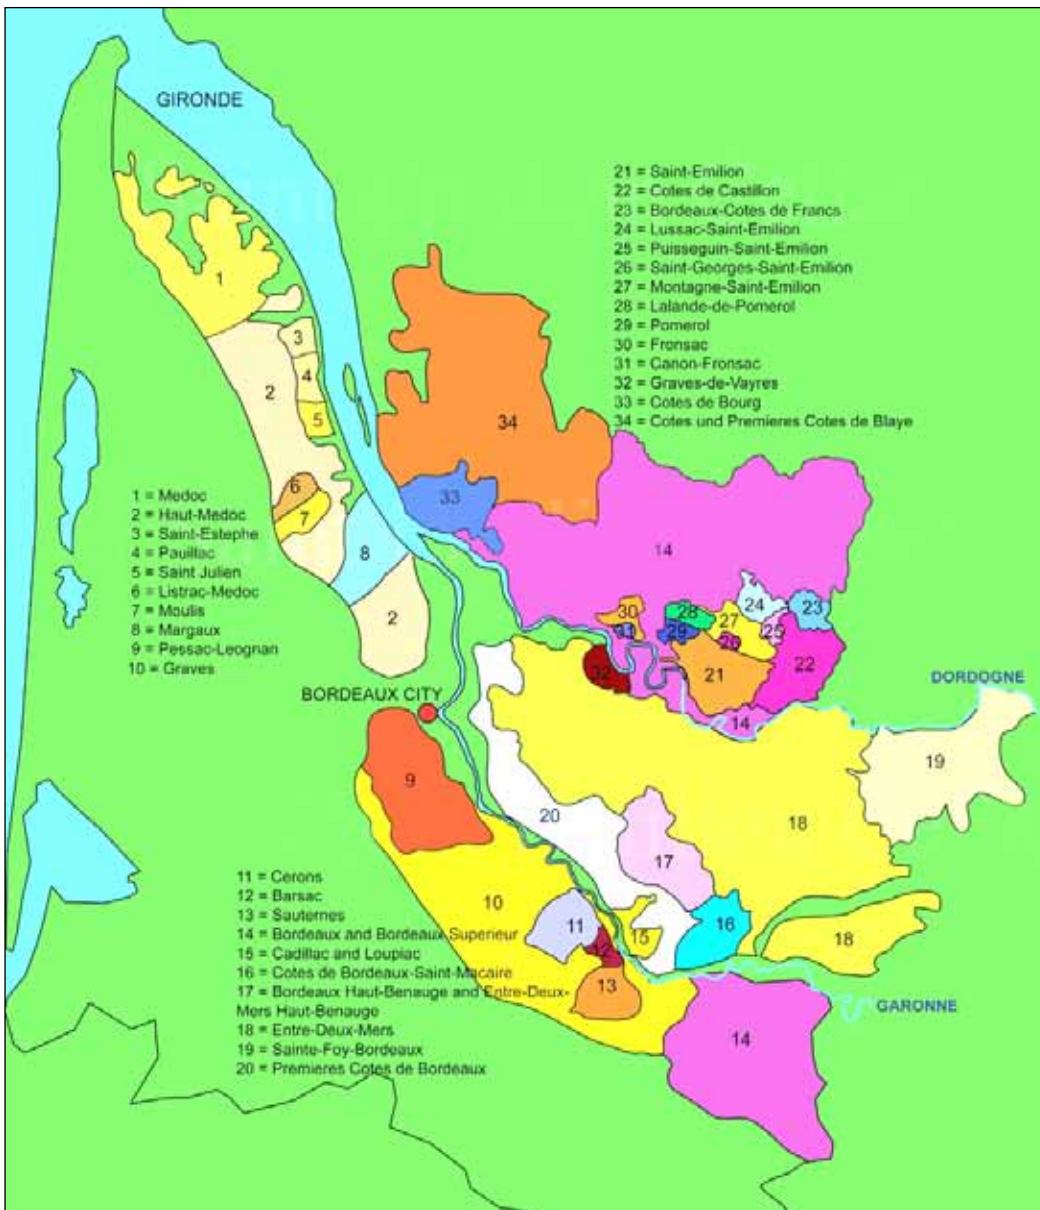 GIRONDE
21 = Saint-Emilion
22 = Cotes de Castillon
23 = Bordeaux-Cotes de Francs
24 = Lussac-Saint-Emilion
25 = Puisseguin-Saint-Emilion
26 = Saint-Georges-Saint-Emilion
27 = Montagne-Saint-Emilion
28 = Lalande-de-Pomerol
29 = Pomerol
30 = Fronsac
31 = Canon-Fronsac
32 = Graves-de-Vayres
33 = Cotes de Bourg
34 = Cotes und Premieres Cotes de Blaye
1
3
2
4
5
34
6
7
33
8
14
1 = Medoc
2 = Haut-Medoc
3 = Saint-Estephe
4 = Pauillac
5 = Saint Julien
6 = Listrac-Medoc
7 = Moulis
8 = Margaux
9 = Pessac-Leognan
10 = Graves
2
30
28
24
23
27
31
29
25
26
32
21
22
14
BORDEAUX CITY
DORDOGNE
19
9
20
18
17
10
11
12
15
16
18
13
GARONNE
14
11 = Cerons
12 = Barsac
13 = Sauternes
14 = Bordeaux and Bordeaux Superieur
15 = Cadillac and Loupiac
16 = Cotes de Bordeaux-Saint-Macaire
17 = Bordeaux Haut-Benauge and Entre-Deux-
Mers Haut-Benauge
18 = Entre-Deux-Mers
19 = Sainte-Foy-Bordeaux
20 = Premieres Cotes de Bordeaux